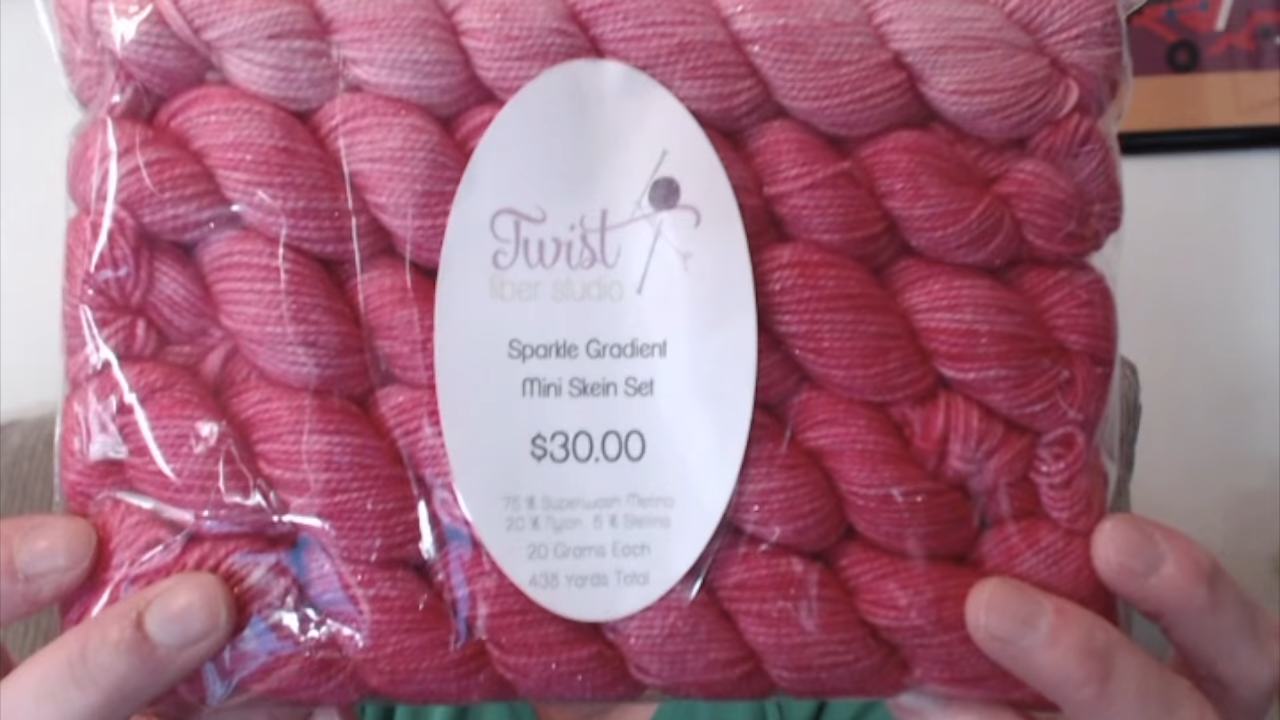 Twist
fiber studio
Sparkle Gradient
Mini Skein Set
$30.00
75 % Superwash Merino
20 % Nylon 5 % Stellina
20 Grams Each
438 Yards Total